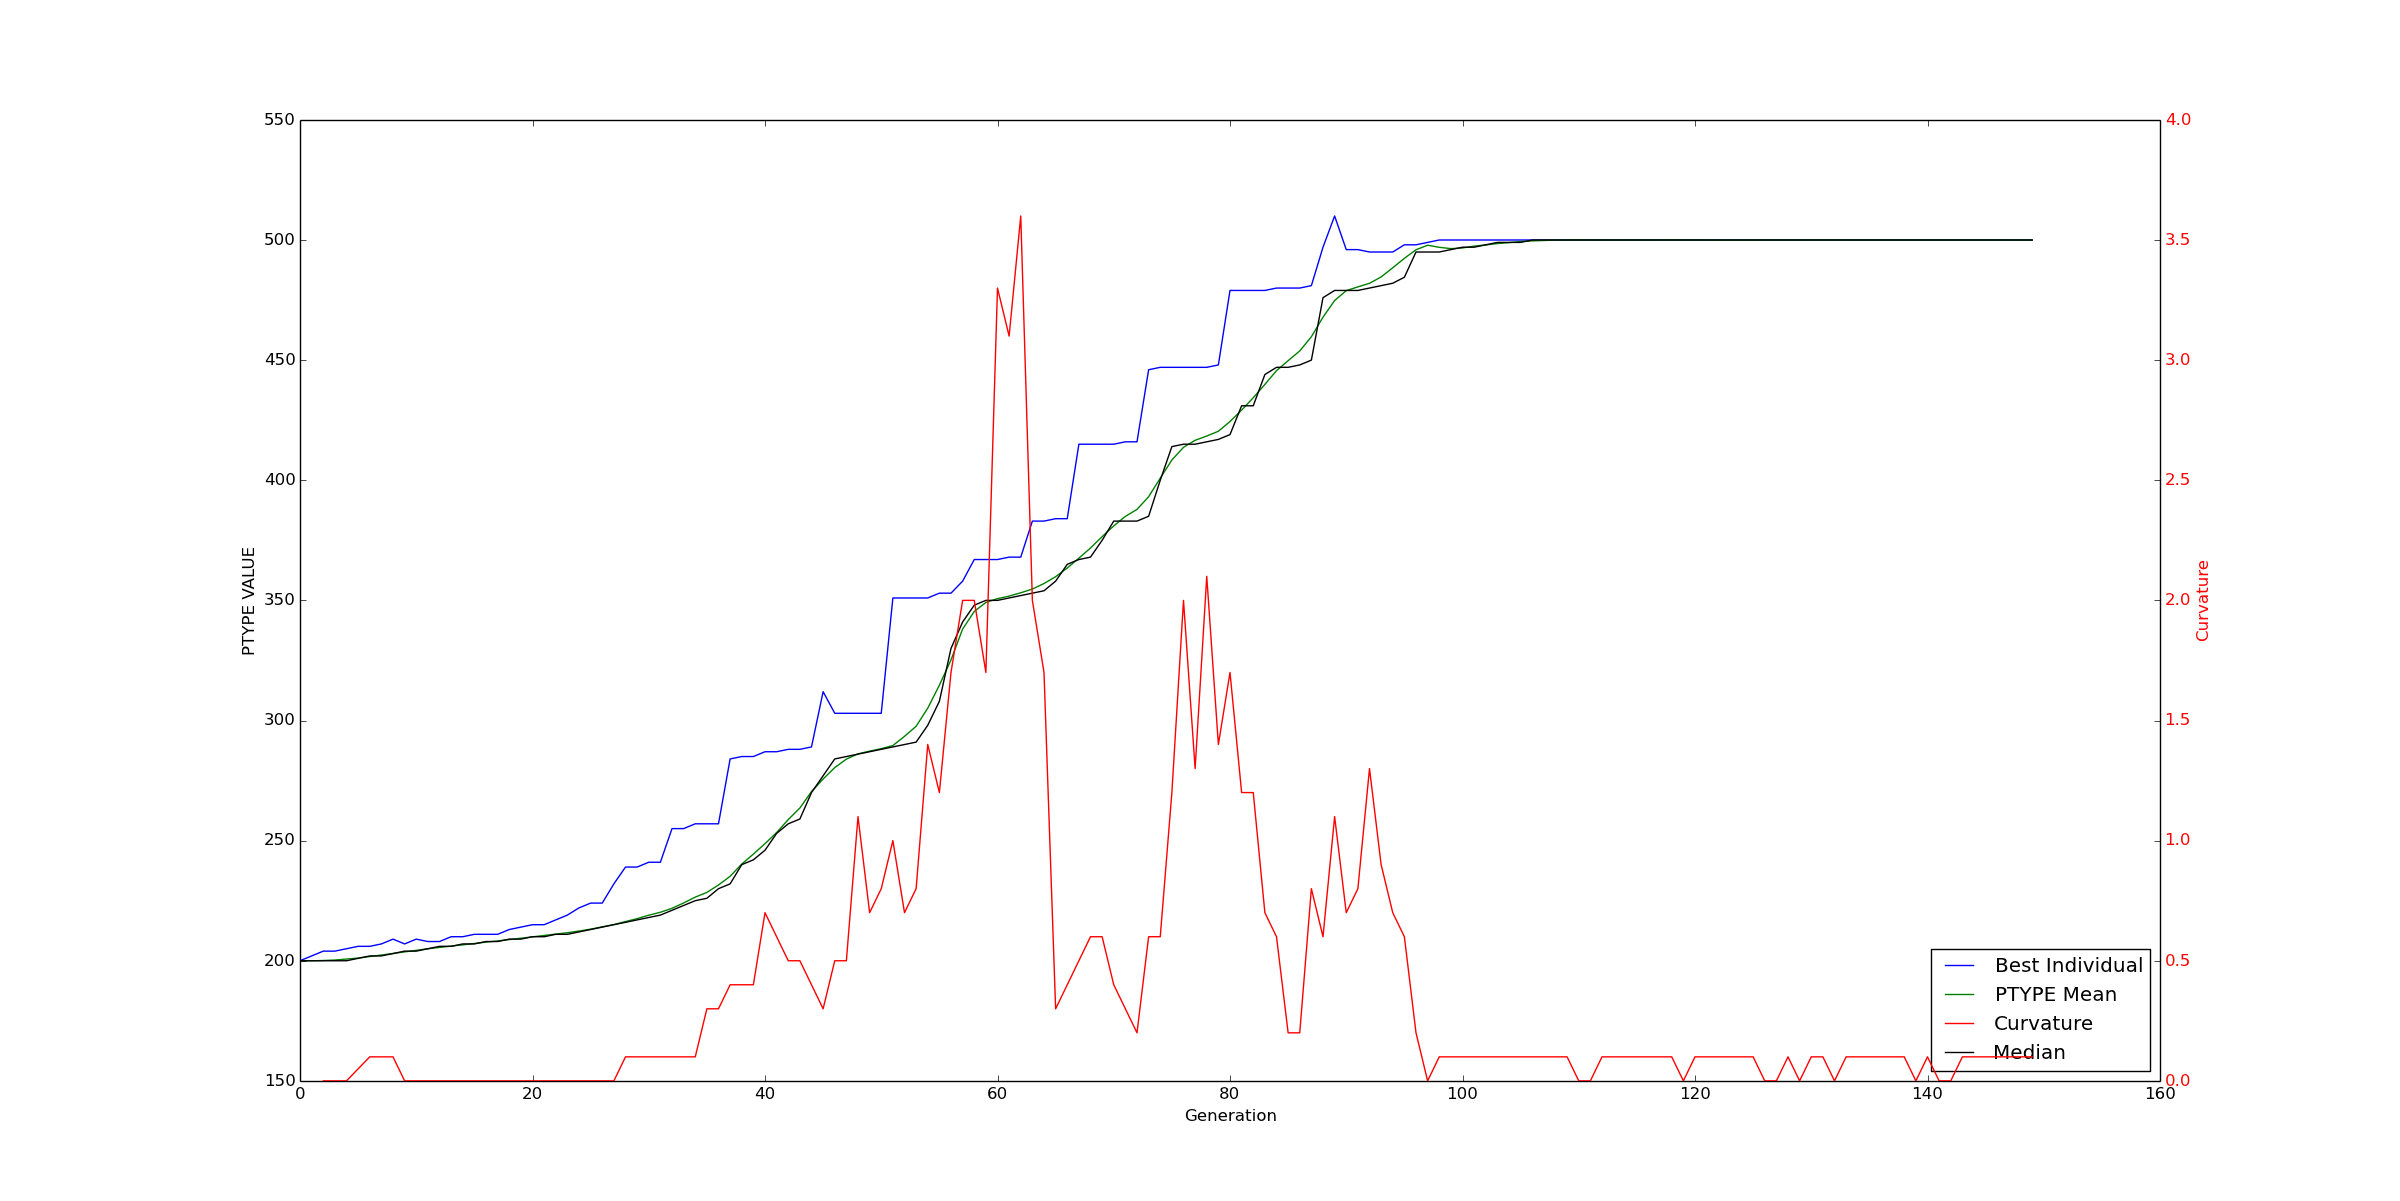 550
500
450
400
350
300
250
200
150
PTYPE VALUE
4.0
3.5
3.0
2.5
2.0
1.5
1.0
0.5
0.0
Curvature
0 20 40 60 80 100 120 140 160
Generation
Best Individual
PTYPE Mean
Curvature
Median